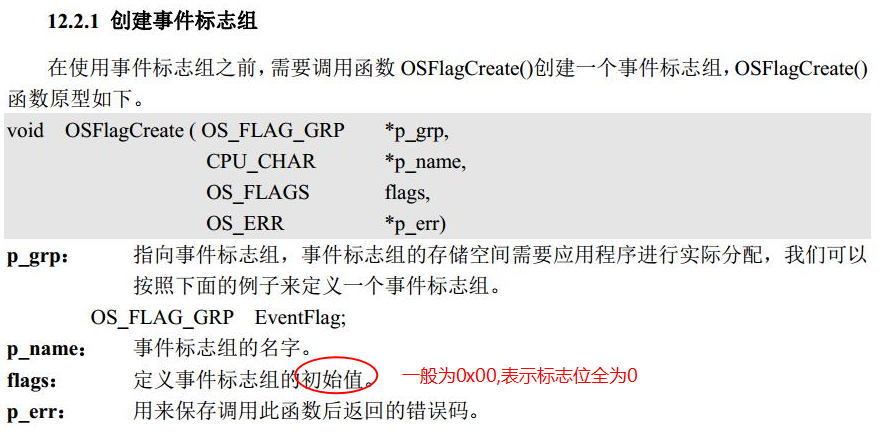 12.2.1 创建事件标志组
在使用事件标志组之前,需要调用函数 OSFlagCreate()创建一个事件标志组,OSFlagCreate()
函数原型如下。
void OSFlagCreate ( OS_FLAG_GRP *p_grp,
CPU_CHAR *p_name,
OS_FLAGS flags,
OS_ERR *p_err)
p_grp: 指向事件标志组，事件标志组的存储空间需要应用程序进行实际分配，我们可以
按照下面的例子来定义一个事件标志组。
OS_FLAG_GRP EventFlag;
p_name: 事件标志组的名字。
flags: 定义事件标志组的初始值。 一般为0x00,表示标志位全为0
p_err: 用来保存调用此函数后返回的错误码。